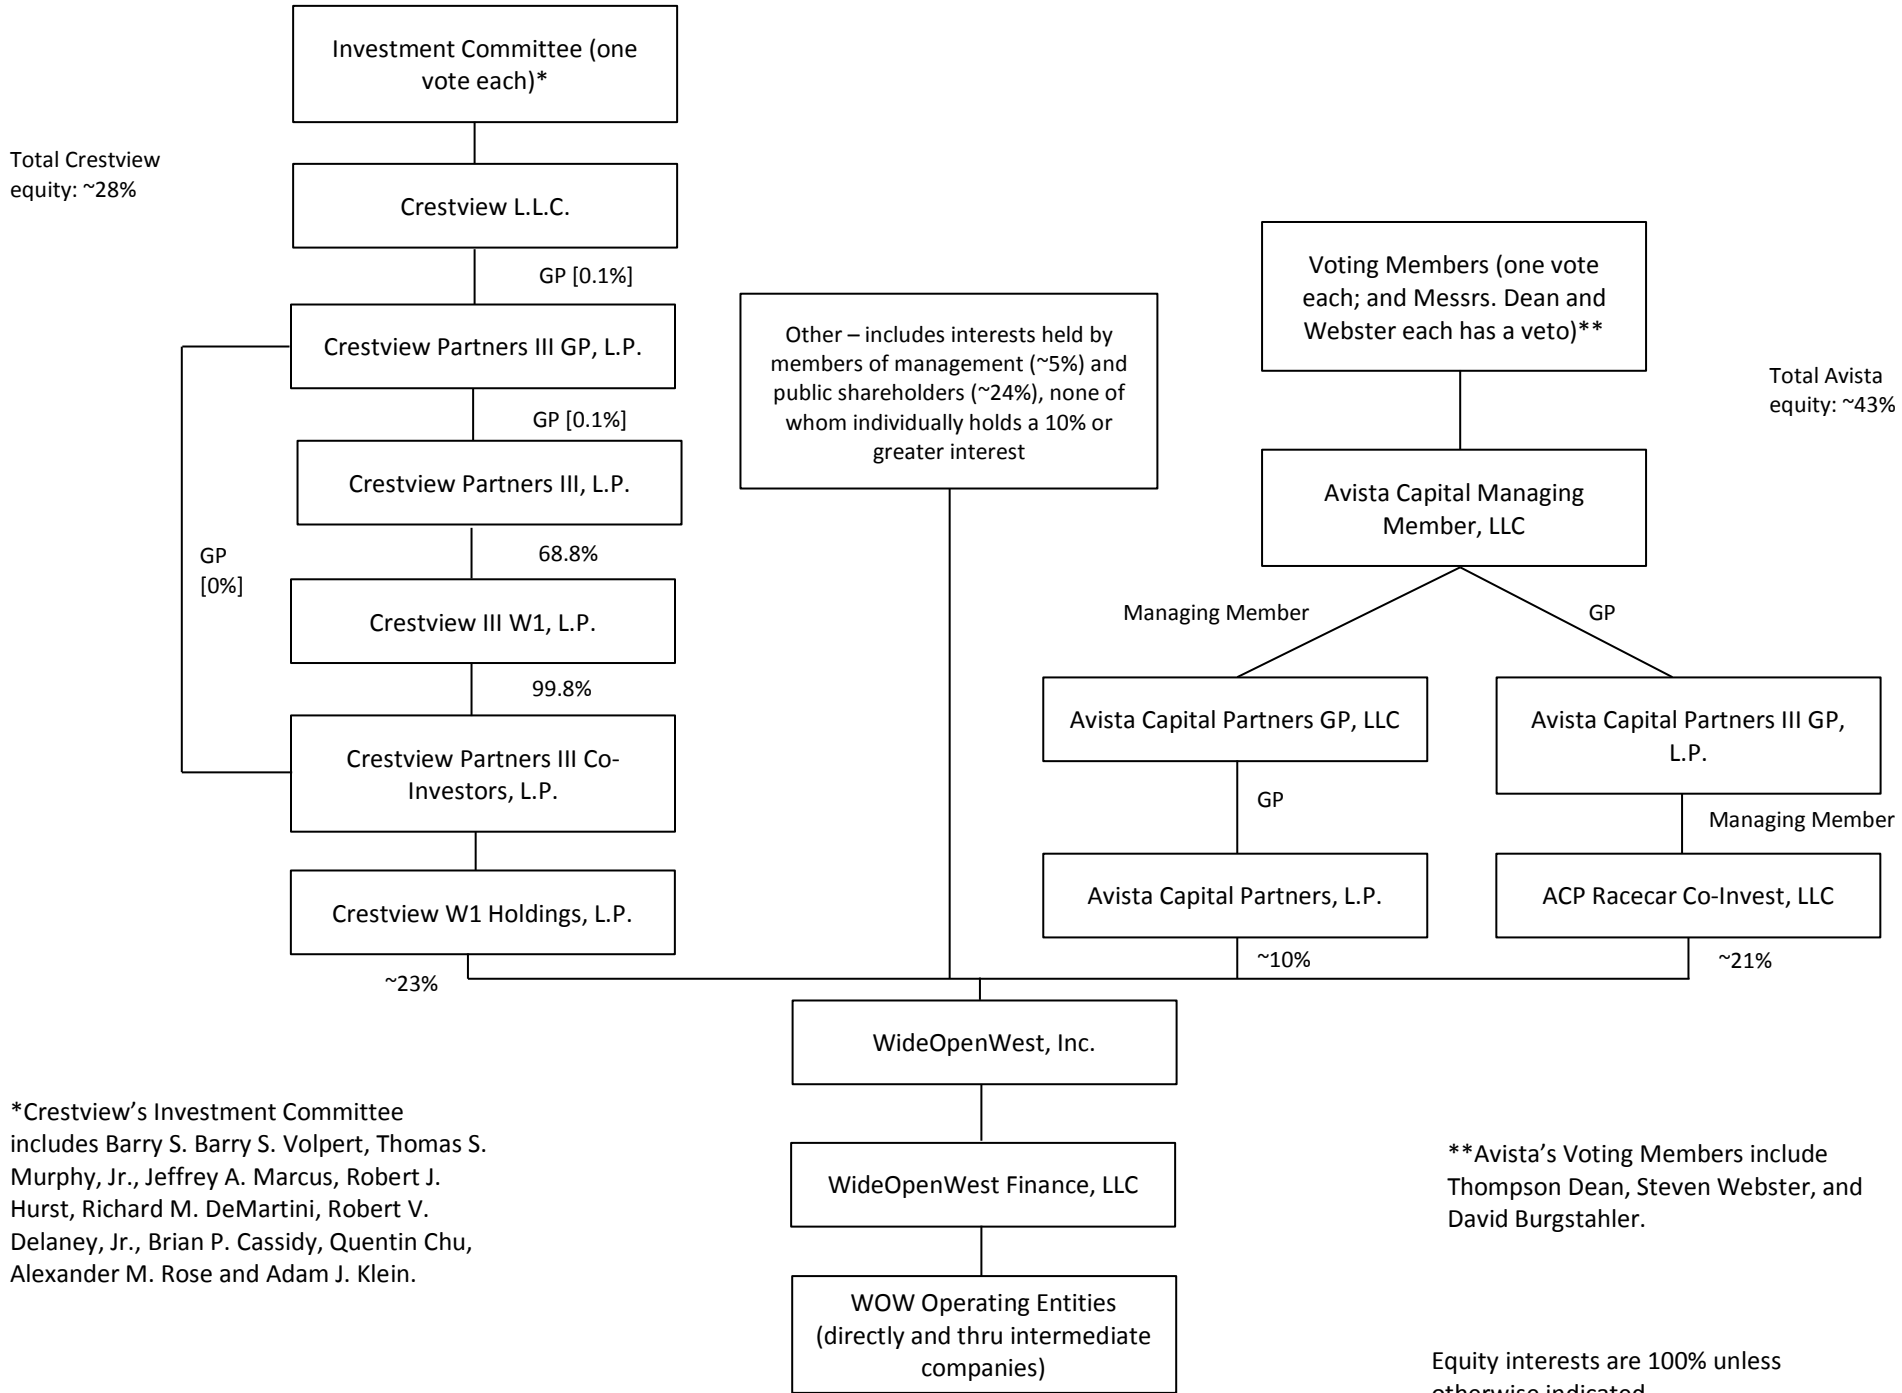 Investment Committee (one
vote each)*
Total Crestview
equity: ~28%
Crestview L.L.C.
GP [0.1%]
Crestview Partners III GP, L.P.
GP [0.1%]
Crestview Partners III, L.P.
GP
[0%]
68.8%
Crestview III W1, L.P.
99.8%
Crestview Partners III Co-
Investors, L.P.
Crestview W1 Holdings, L.P.
~23%
Other – includes interests held by
members of management (~5%) and
public shareholders (~24%), none of
whom individually holds a 10% or
greater interest
Voting Members (one vote
each; and Messrs. Dean and
Webster each has a veto)**
Total Avista
equity: ~43%
Avista Capital Managing
Member, LLC
Managing Member
GP
Avista Capital Partners GP, LLC
Avista Capital Partners III GP,
L.P.
GP
Managing Member
Avista Capital Partners, L.P.
ACP Racecar Co-Invest, LLC
~10%
~21%
WideOpenWest, Inc.
WideOpenWest Finance, LLC
WOW Operating Entities
(directly and thru intermediate
companies)
*Crestview’s Investment Committee
includes Barry S. Barry S. Volpert, Thomas S.
Murphy, Jr., Jeffrey A. Marcus, Robert J.
Hurst, Richard M. DeMartini, Robert V.
Delaney, Jr., Brian P. Cassidy, Quentin Chu,
Alexander M. Rose and Adam J. Klein.
**Avista’s Voting Members include
Thompson Dean, Steven Webster, and
David Burgstahler.
Equity interests are 100% unless
otherwise indicated